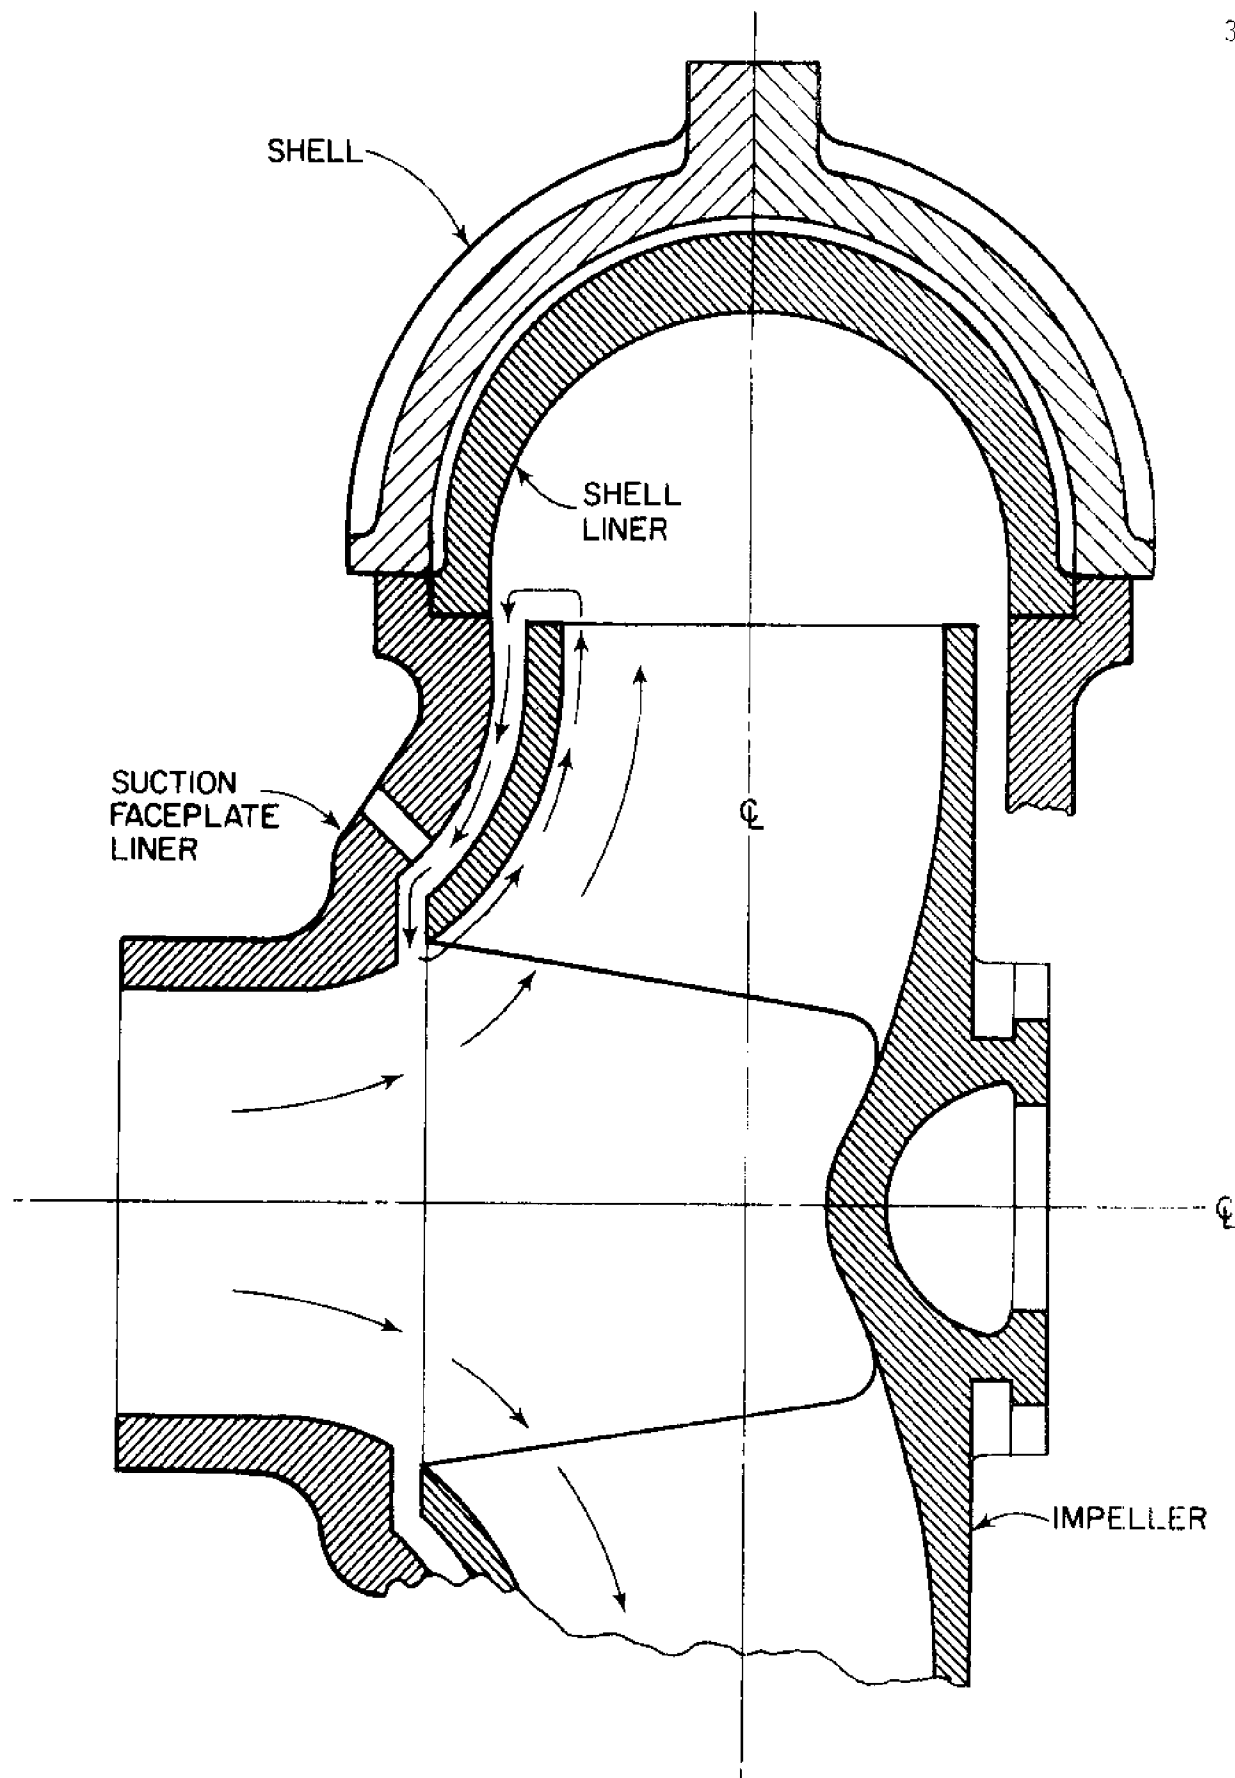 3
SHELL
SHELL
LINER
SUCTION
FACEPLATE
LINER
℄
℄
IMPELLER